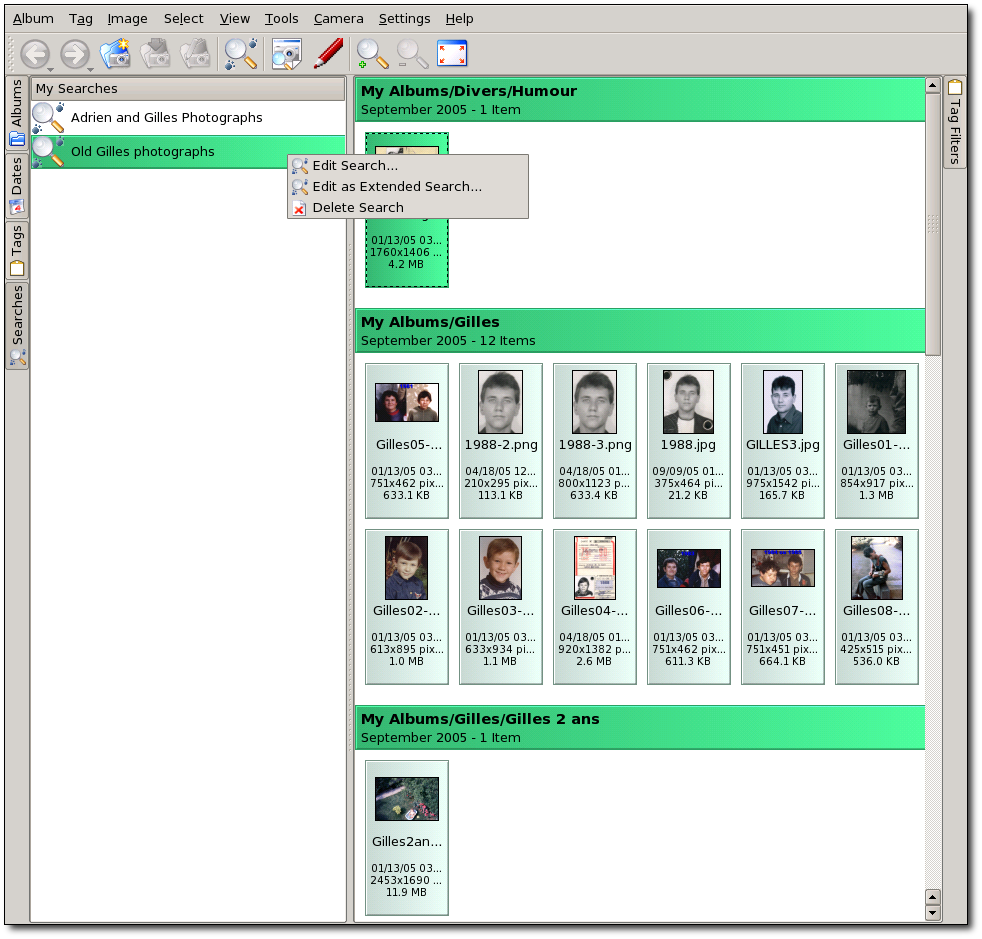 Album Tag Image Select View Tools Camera Settings Help
Albums
Dates
Tags
Searches
My Searches
Adrien and Gilles Photographs
Old Gilles photographs
Edit Search...
Edit as Extended Search...
Delete Search
My Albums/Divers/Humour
September 2005 - 1 Item
01/13/05 03...
1760x1406 ...
4.2 MB
My Albums/Gilles
September 2005 - 12 Items
Gilles05-... 1988-2.png 1988-3.png 1988.jpg GILLES3.jpg Gilles01-...
01/13/05 03... 04/18/05 12... 04/18/05 01... 09/09/05 01... 01/13/05 03... 01/13/05 03...
751x462 pix... 210x295 pix... 800x1123 p... 375x464 pi... 975x1542 pi... 854x917 pix...
633.1 KB 113.1 KB 633.4 KB 21.2 KB 165.7 KB 1.3 MB
Gilles02-... Gilles03-... Gilles04-... Gilles06-... Gilles07-... Gilles08-...
01/13/05 03... 01/13/05 03... 04/18/05 01... 01/13/05 03... 01/13/05 03... 01/13/05 03...
613x895 pix... 633x934 pi... 920x1382 p... 751x462 pix... 751x451 pix... 425x515 pix...
1.0 MB 1.1 MB 2.6 MB 611.3 KB 664.1 KB 536.0 KB
My Albums/Gilles/Gilles 2 ans
September 2005 - 1 Item
Gilles2an...
01/13/05 03...
2453x1690 ...
11.9 MB
Tag Filters